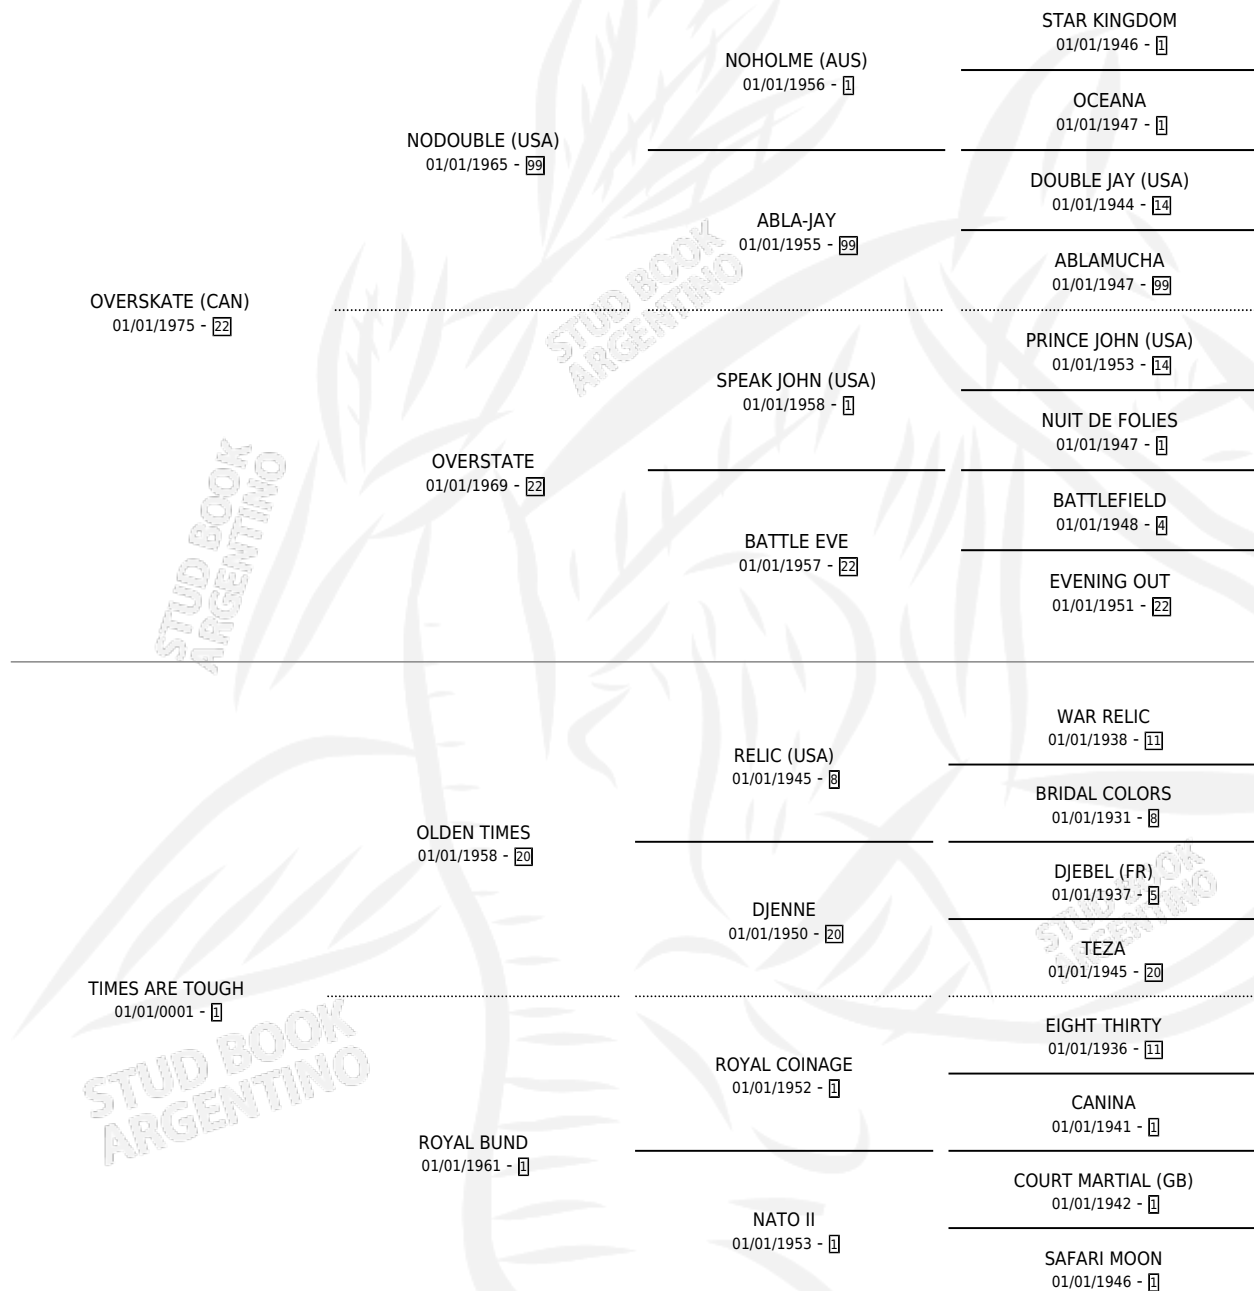 STAR KINGDOM
01/01/1946 - 1
NOHOLME (AUS)
01/01/1956 - 1
OCEANA
01/01/1947 - 1
NODOUBLE (USA)
01/01/1965 - 99
DOUBLE JAY (USA)
01/01/1944 - 14
ABLA-JAY
01/01/1955 - 99
ABLAMUCHA
01/01/1947 - 99
OVERSKATE (CAN)
01/01/1975 - 22
STUD BOOK
ARGENTINO
PRINCE JOHN (USA)
01/01/1953 - 14
SPEAK JOHN (USA)
01/01/1958 - 1
NUIT DE FOLIES
01/01/1947 - 1
OVERSTATE
01/01/1969 - 22
BATTLEFIELD
01/01/1948 - 4
BATTLE EVE
01/01/1957 - 22
EVENING OUT
01/01/1951 - 22
STUD BOOK
ARGENTINO
WAR RELIC
01/01/1938 - 11
RELIC (USA)
01/01/1945 - 8
BRIDAL COLORS
01/01/1931 - 8
OLDEN TIMES
01/01/1958 - 20
DJEBEL (FR)
01/01/1937 - 5
DJENNE
01/01/1950 - 20
TEZA
01/01/1945 - 20
STUD BOOK
ARGENTINO
TIMES ARE TOUGH
01/01/0001 - 1
EIGHT THIRTY
01/01/1936 - 11
ROYAL COINAGE
01/01/1952 - 1
CANINA
01/01/1941 - 1
STUD BOOK
ARGENTINO
ROYAL BUND
01/01/1961 - 1
COURT MARTIAL (GB)
01/01/1942 - 1
NATO II
01/01/1953 - 1
SAFARI MOON
01/01/1946 - 1